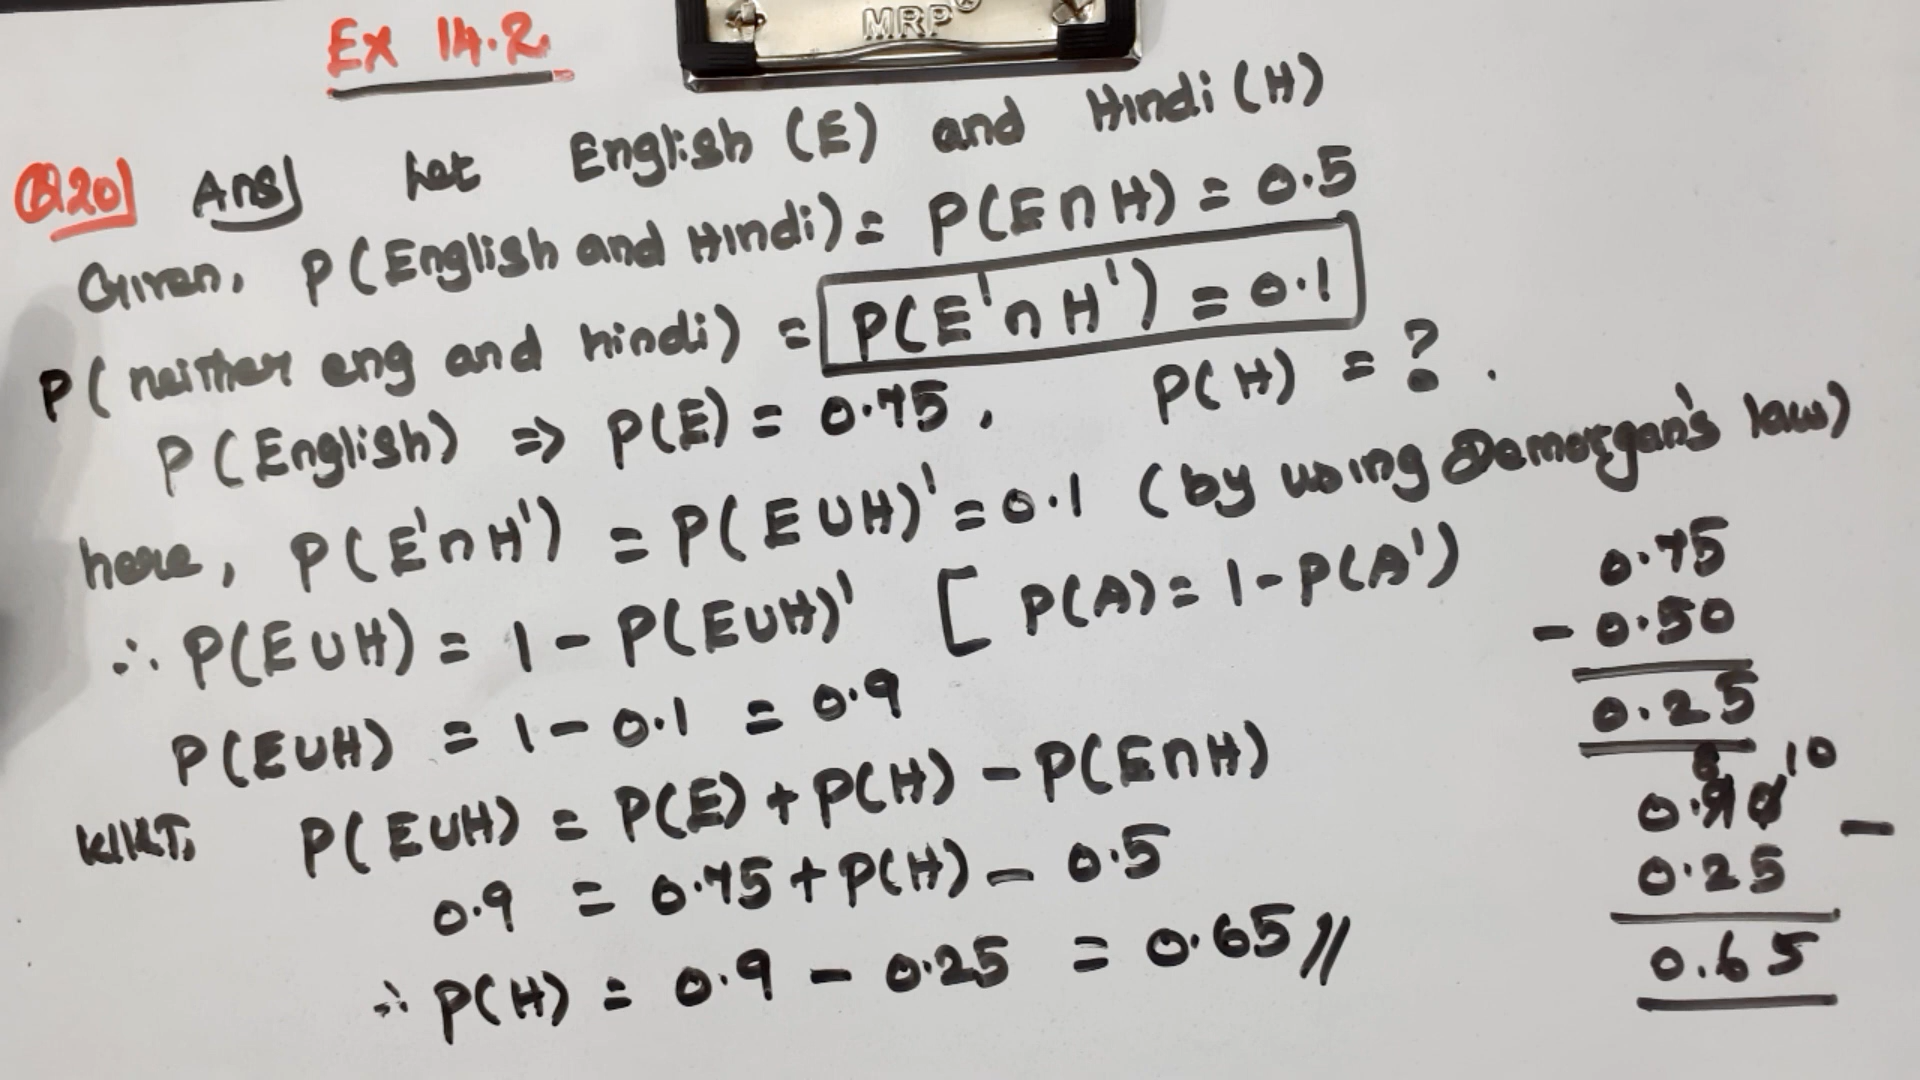 MRP®
Ex 14.2
Q20] Ans] Let English (E) and Hindi (H)
Given, P(English and Hindi) = P(E∩H) = 0.5
P(neither eng and hindi) = P(E'∩H') = 0.1
P(English) ⇒ P(E) = 0.75, P(H) = ?.
here, P(E'∩H') = P(E∪H)' = 0.1 (by using Demorgan's law)
∴ P(E∪H) = 1 - P(E∪H)' [P(A) = 1 - P(A')
P(E∪H) = 1 - 0.1 = 0.9
WKT, P(E∪H) = P(E) + P(H) - P(E∩H)
0.9 = 0.75 + P(H) - 0.5
∴ P(H) = 0.9 - 0.25 = 0.65//
0.75
- 0.50
0.25
8 10
0.90 -
0.25
0.65